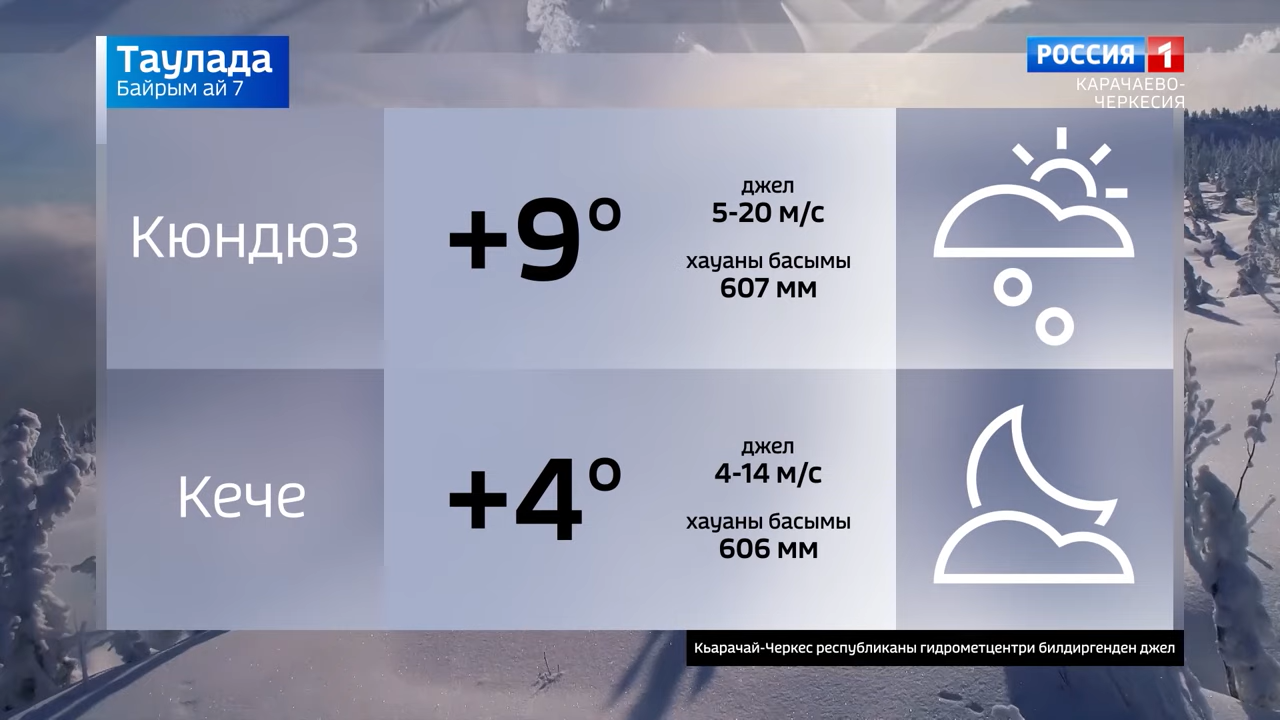 Таулада
Байрым ай 7
РОССИЯ 1
КАРАЧАЕВО-
ЧЕРКЕСИЯ
Кюндюз
+9°
джел
5-20 м/с
хауаны басымы
607 мм
Кече
+4°
джел
4-14 м/с
хауаны басымы
606 мм
Кьарачай-Черкес республиканы гидрометцентри билдиргенден джел